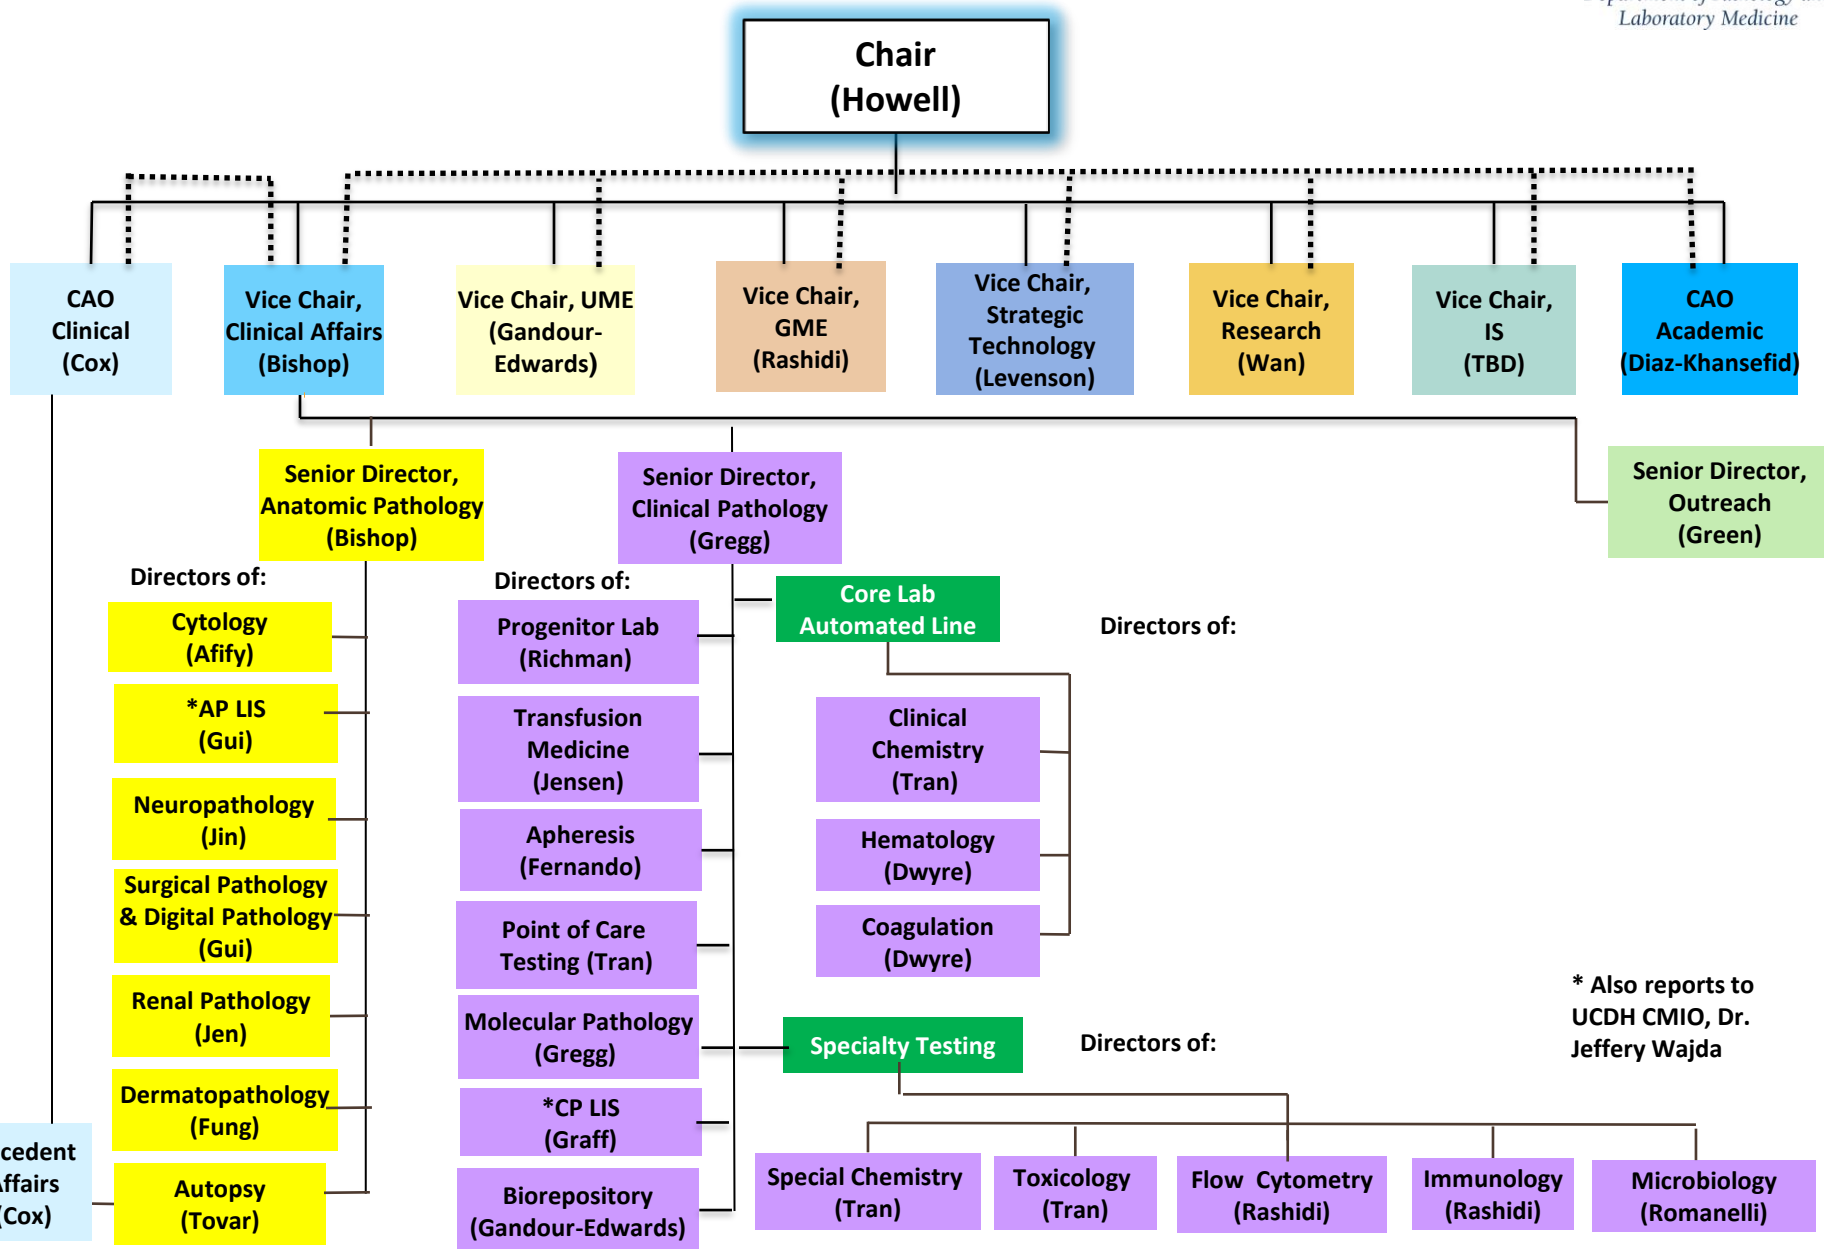 Laboratory Medicine
Chair
(Howell)
CAO
Clinical
(Cox)
Vice Chair,
Clinical Affairs
(Bishop)
Vice Chair, UME
(Gandour-
Edwards)
Vice Chair,
GME
(Rashidi)
Vice Chair,
Strategic
Technology
(Levenson)
Vice Chair,
Research
(Wan)
Vice Chair,
IS
(TBD)
CAO
Academic
(Diaz-Khansefid)
Senior Director,
Anatomic Pathology
(Bishop)
Senior Director,
Clinical Pathology
(Gregg)
Senior Director,
Outreach
(Green)
Directors of:
Cytology
(Afify)
*AP LIS
(Gui)
Neuropathology
(Jin)
Surgical Pathology
& Digital Pathology
(Gui)
Renal Pathology
(Jen)
Dermatopathology
(Fung)
Autopsy
(Tovar)
cedent
ffairs
(Cox)
Directors of:
Progenitor Lab
(Richman)
Transfusion
Medicine
(Jensen)
Apheresis
(Fernando)
Point of Care
Testing (Tran)
Molecular Pathology
(Gregg)
*CP LIS
(Graff)
Biorepository
(Gandour-Edwards)
Core Lab
Automated Line
Directors of:
Clinical
Chemistry
(Tran)
Hematology
(Dwyre)
Coagulation
(Dwyre)
Specialty Testing
Directors of:
Special Chemistry
(Tran)
Toxicology
(Tran)
Flow Cytometry
(Rashidi)
Immunology
(Rashidi)
Microbiology
(Romanelli)
* Also reports to
UCDH CMIO, Dr.
Jeffery Wajda